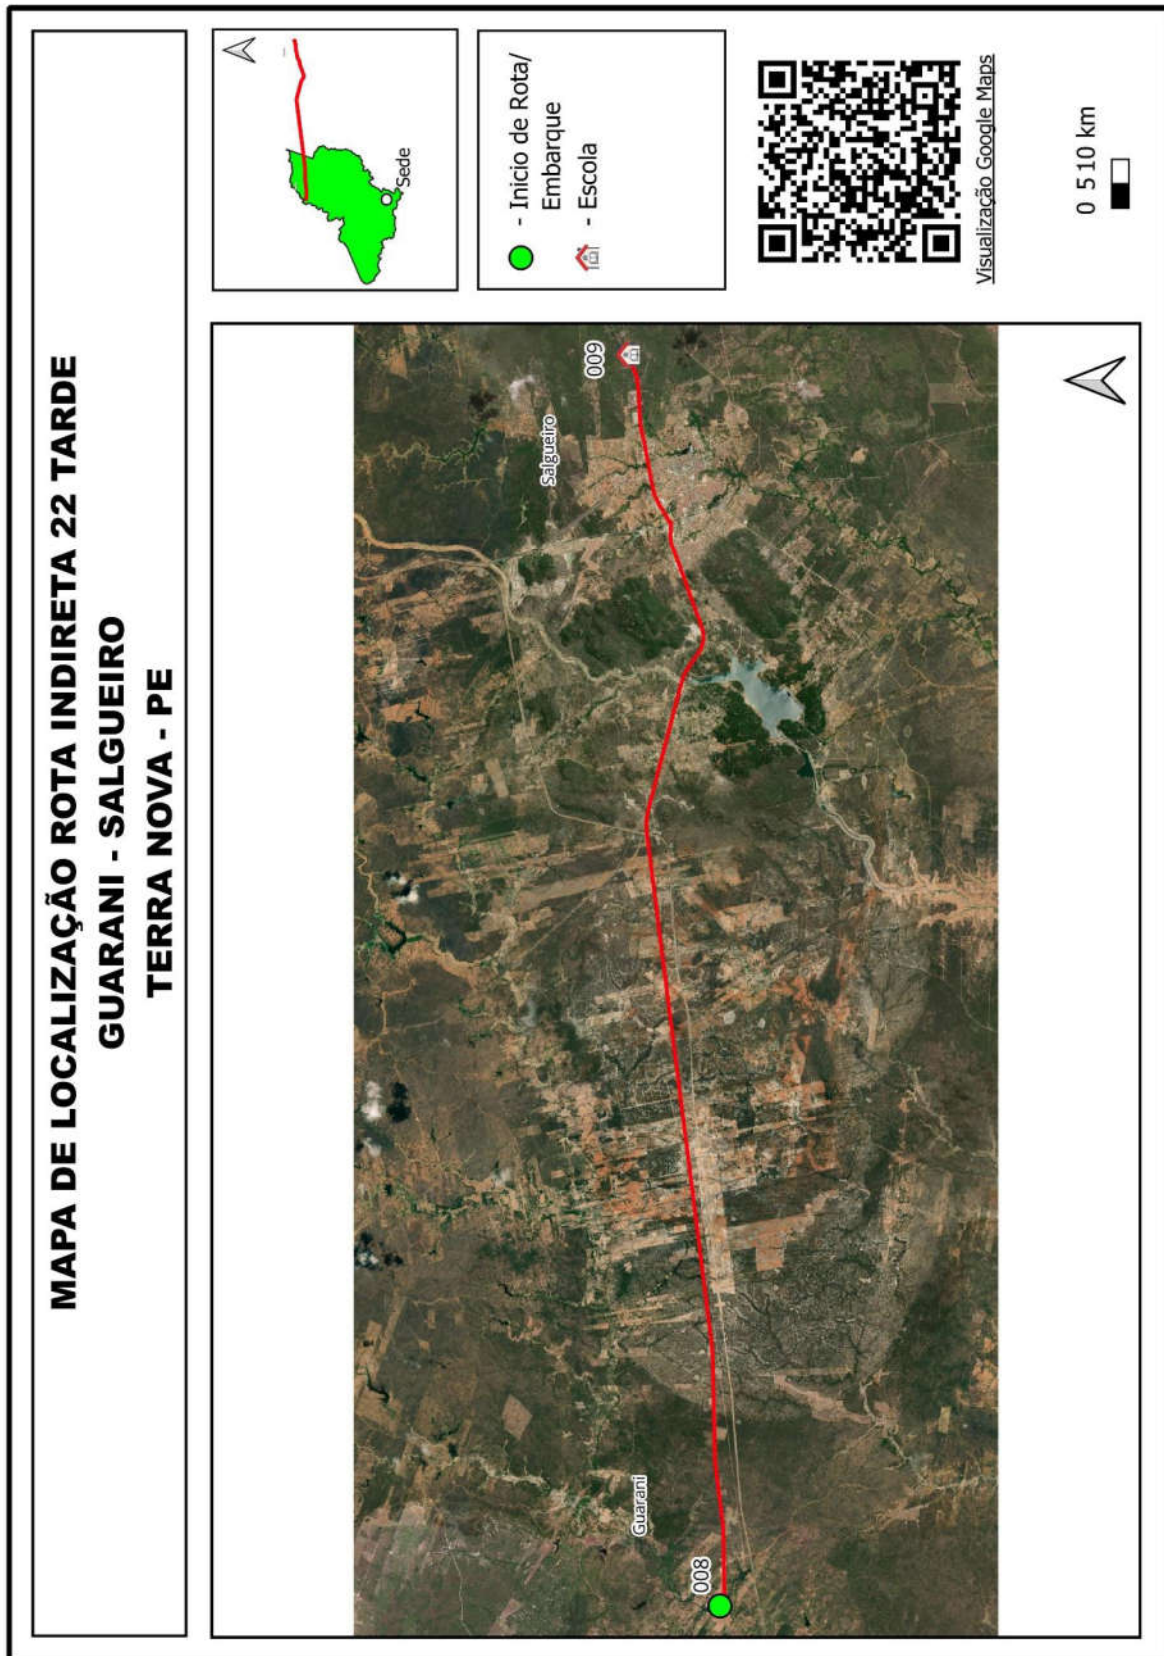 MAPA DE LOCALIZAÇÃO ROTA INDIRETA 22 TARDE
GUARANI - SALGUEIRO
TERRA NOVA - PE
Sede
- Inicio de Rota/
Embarque
- Escola
Visualização Google Maps
0 5 10 km
009
Salgueiro
Guarani
008